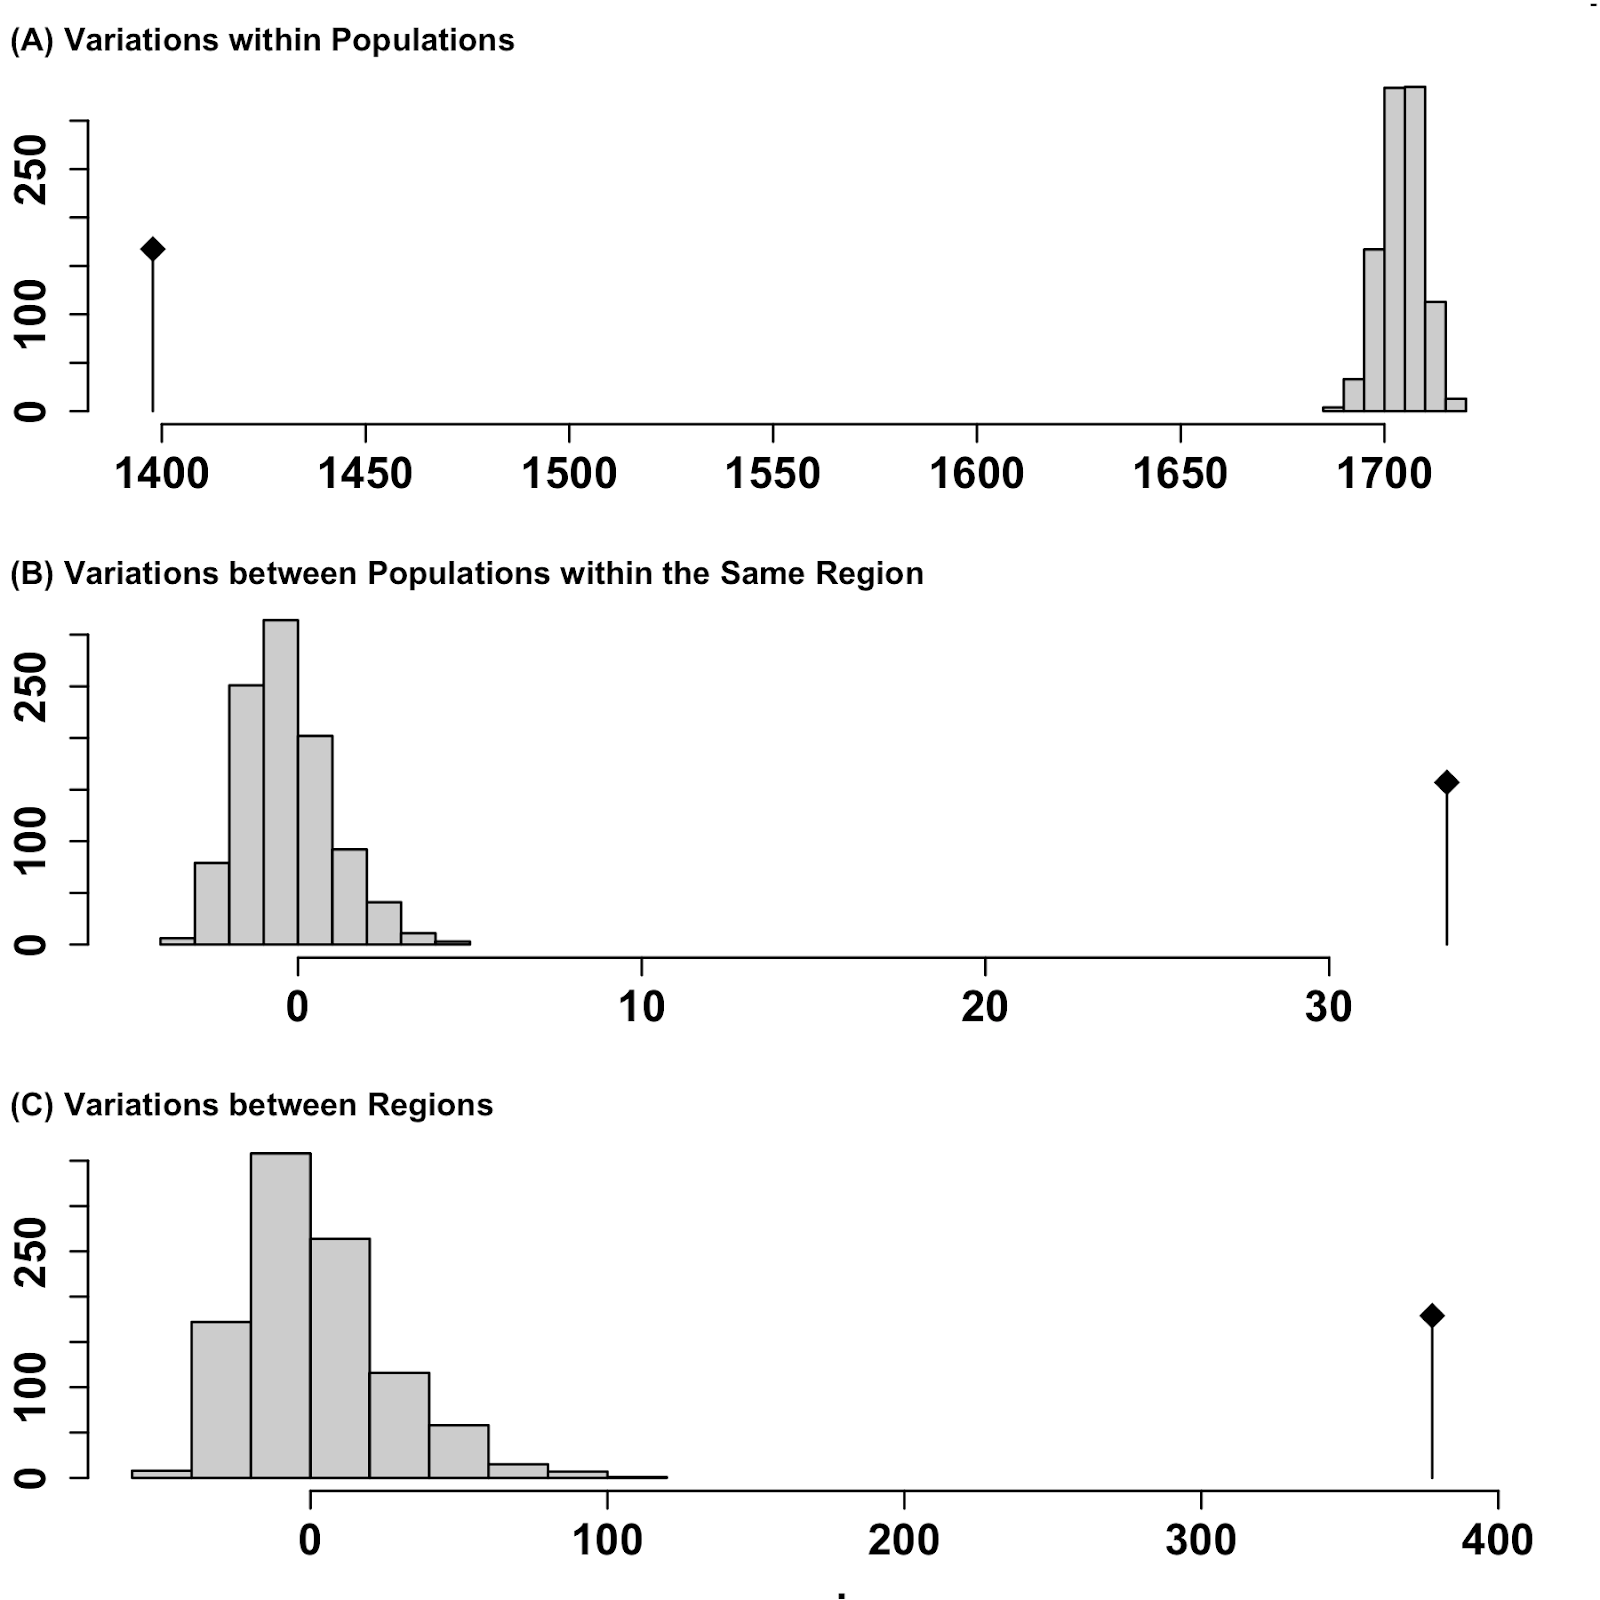 (A) Variations within Populations
250
100
0
1400 1450 1500 1550 1600 1650 1700
(B) Variations between Populations within the Same Region
250
100
0
0 10 20 30
(C) Variations between Regions
250
100
0
0 100 200 300 400